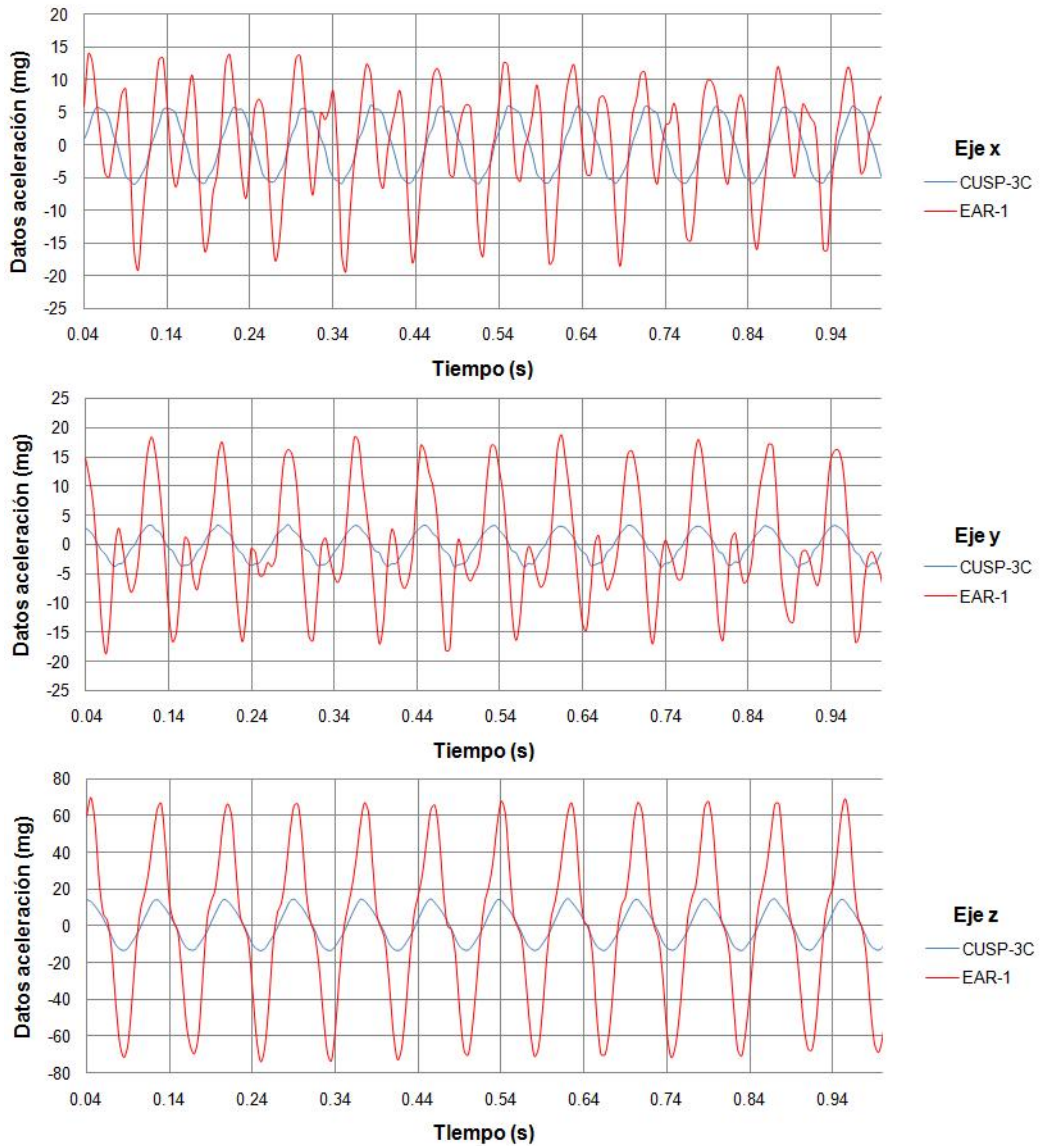 Datos aceleración (mg)
20
15
10
5
0
-5
-10
-15
-20
-25
0.04 0.14 0.24 0.34 0.44 0.54 0.64 0.74 0.84 0.94
Tiempo (s)
Eje x
CUSP-3C
EAR-1
Datos aceleración (mg)
25
20
15
10
5
0
-5
-10
-15
-20
-25
0.04 0.14 0.24 0.34 0.44 0.54 0.64 0.74 0.84 0.94
Tiempo (s)
Eje y
CUSP-3C
EAR-1
Datos aceleración (mg)
80
60
40
20
0
-20
-40
-60
-80
0.04 0.14 0.24 0.34 0.44 0.54 0.64 0.74 0.84 0.94
TIempo (s)
Eje z
CUSP-3C
EAR-1